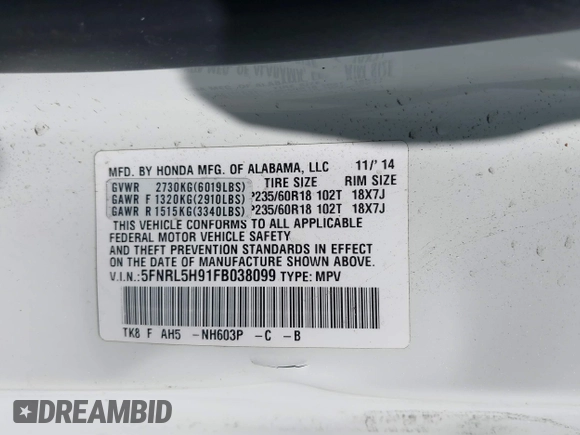 MFD. BY HONDA MFG. OF ALABAMA, LLC 11/'14
GVWR 2730KG(6019LBS) TIRE SIZE RIM SIZE
GAWR F 1320KG(2910LBS) P235/60R18 102T 18X7J
GAWR R 1515KG(3340LBS) P235/60R18 102T 18X7J
THIS VEHICLE CONFORMS TO ALL APPLICABLE
FEDERAL MOTOR VEHICLE SAFETY
AND THEFT PREVENTION STANDARDS IN EFFECT ON
THE DATE OF MANUFACTURE SHOWN ABOVE.
V.I.N.: 5FNRL5H91FB038099 TYPE: MPV
TK8 F AH5 -NH603P -C -B
DREAMBID